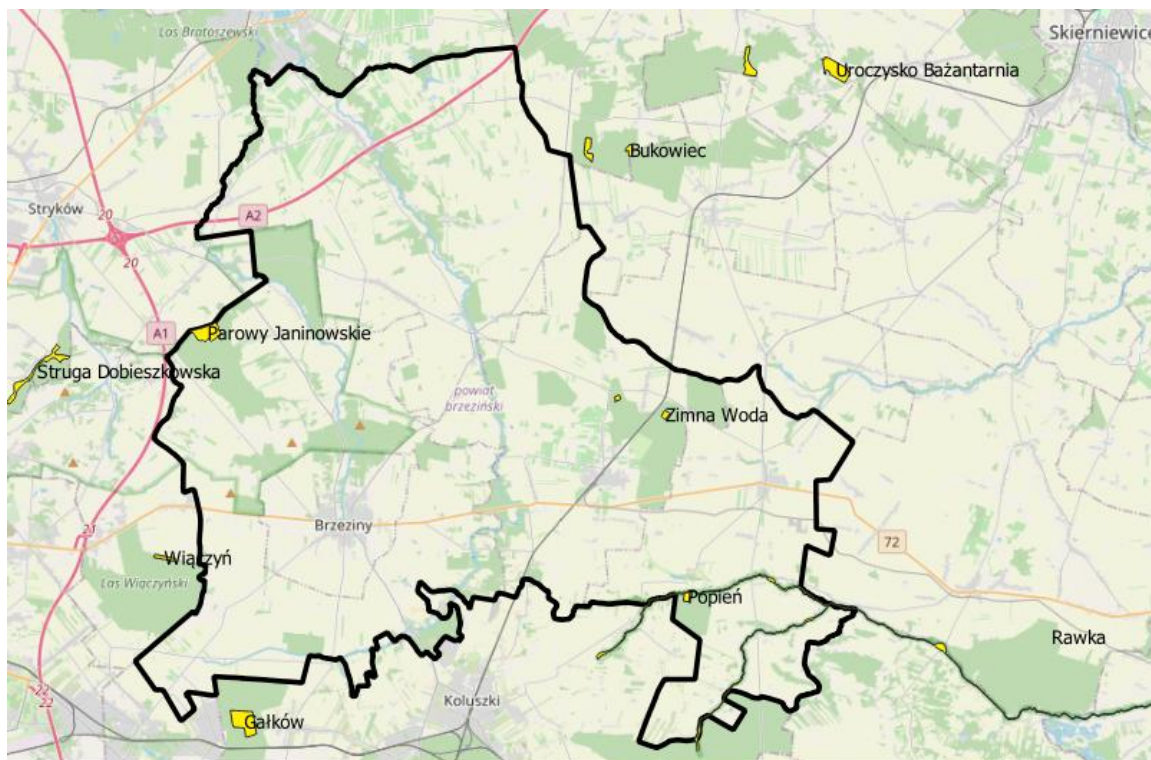 Las Bratoszewski
Skierniewice
Uroczysko Bażantarnia
Bukowiec
Stryków
20
A2
20
Parowy Janinowskie
A1
Struga Dobieszkowska
powiat
brzeziński
Zimna Woda
Brzeziny
21
72
Wiączyń
Las Wiączyński
Popień
Rawka
22
22
Koluszki
Gałków